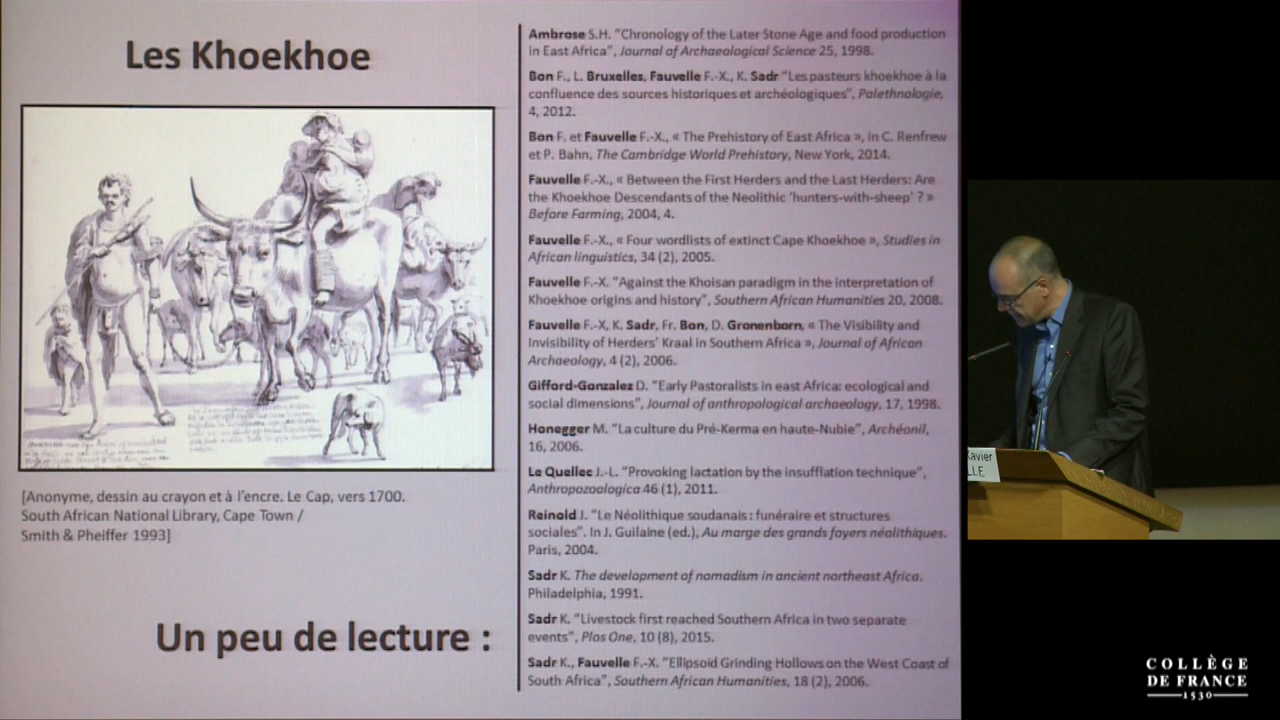 Les Khoekhoe
[Anonyme, dessin au crayon et à l'encre. Le Cap, vers 1700.
South African National Library, Cape Town /
Smith & Pheiffer 1993]
Un peu de lecture :
Ambrose S.H. "Chronology of the Later Stone Age and food production
in East Africa", Journal of Archaeological Science 25, 1998.
Bon F., L. Bruxelles, Fauvelle F.-X., K. Sadr "Les pasteurs khoekhoe à la
confluence des sources historiques et archéologiques", Palethnologie,
4, 2012.
Bon F. et Fauvelle F.-X., « The Prehistory of East Africa », in C. Renfrew
et P. Bahn, The Cambridge World Prehistory, New York, 2014.
Fauvelle F.-X., « Between the First Herders and the Last Herders: Are
the Khoekhoe Descendants of the Neolithic 'hunters-with-sheep' ? »
Before Farming, 2004, 4.
Fauvelle F.-X., « Four wordlists of extinct Cape Khoekhoe », Studies in
African linguistics, 34 (2), 2005.
Fauvelle F.-X. "Against the Khoisan paradigm in the interpretation of
Khoekhoe origins and history", Southern African Humanities 20, 2008.
Fauvelle F.-X, K. Sadr, Fr. Bon, D. Gronenborn, « The Visibility and
Invisibility of Herders' Kraal in Southern Africa », Journal of African
Archaeology, 4 (2), 2006.
Gifford-Gonzalez D. "Early Pastoralists in east Africa: ecological and
social dimensions", Journal of anthropological archaeology, 17, 1998.
Honegger M. "La culture du Pré-Kerma en haute-Nubie", Archéonil,
16, 2006.
Le Quellec J.-L. "Provoking lactation by the insufflation technique",
Anthropozoologica 46 (1), 2011.
Reinold J. "Le Néolithique soudanais : funéraire et structures
sociales". In J. Guilaine (ed.), Au marge des grands foyers néolithiques.
Paris, 2004.
Sadr K. The development of nomadism in ancient northeast Africa.
Philadelphia, 1991.
Sadr K. "Livestock first reached Southern Africa in two separate
events", Plos One, 10 (8), 2015.
Sadr K., Fauvelle F.-X. "Ellipsoid Grinding Hollows on the West Coast of
South Africa", Southern African Humanities, 18 (2), 2006.
Xavier
LLE
COLLÈGE
DE FRANCE
1530